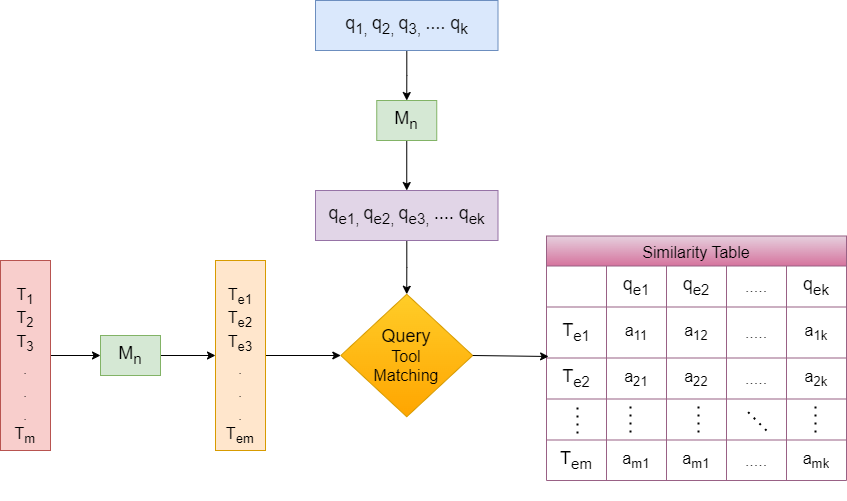 q1, q2, q3, .... qk
Mn
qe1, qe2, qe3, .... qek
T1
T2
T3
.
.
.
Tm
Mn
Te1
Te2
Te3
.
.
.
Tem
Query
Tool
Matching
Similarity Table
qe1 qe2 ..... qek
Te1 a11 a12 ..... a1k
Te2 a21 a22 ..... a2k
⋮ ⋮ ⋮ ⋱ ⋮
Tem am1 am1 ..... amk